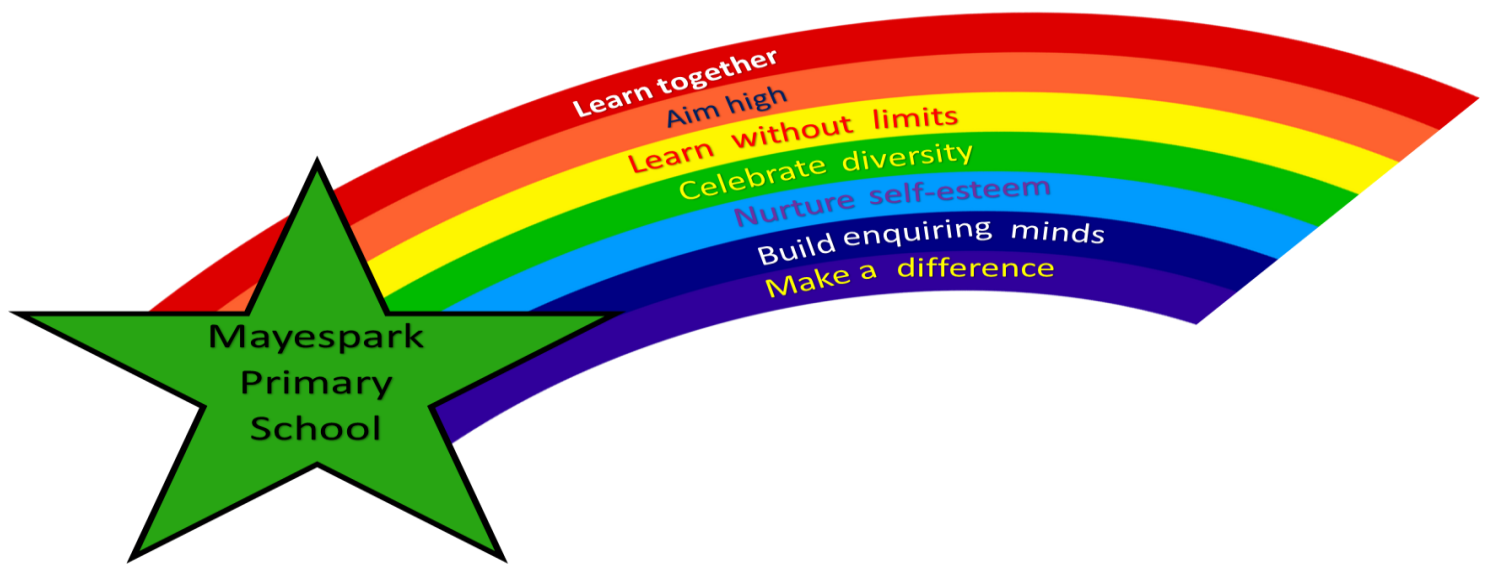 Learn together
Aim high
Learn without limits
Celebrate diversity
Nurture self-esteem
Build enquiring minds
Make a difference
Mayespark
Primary
School